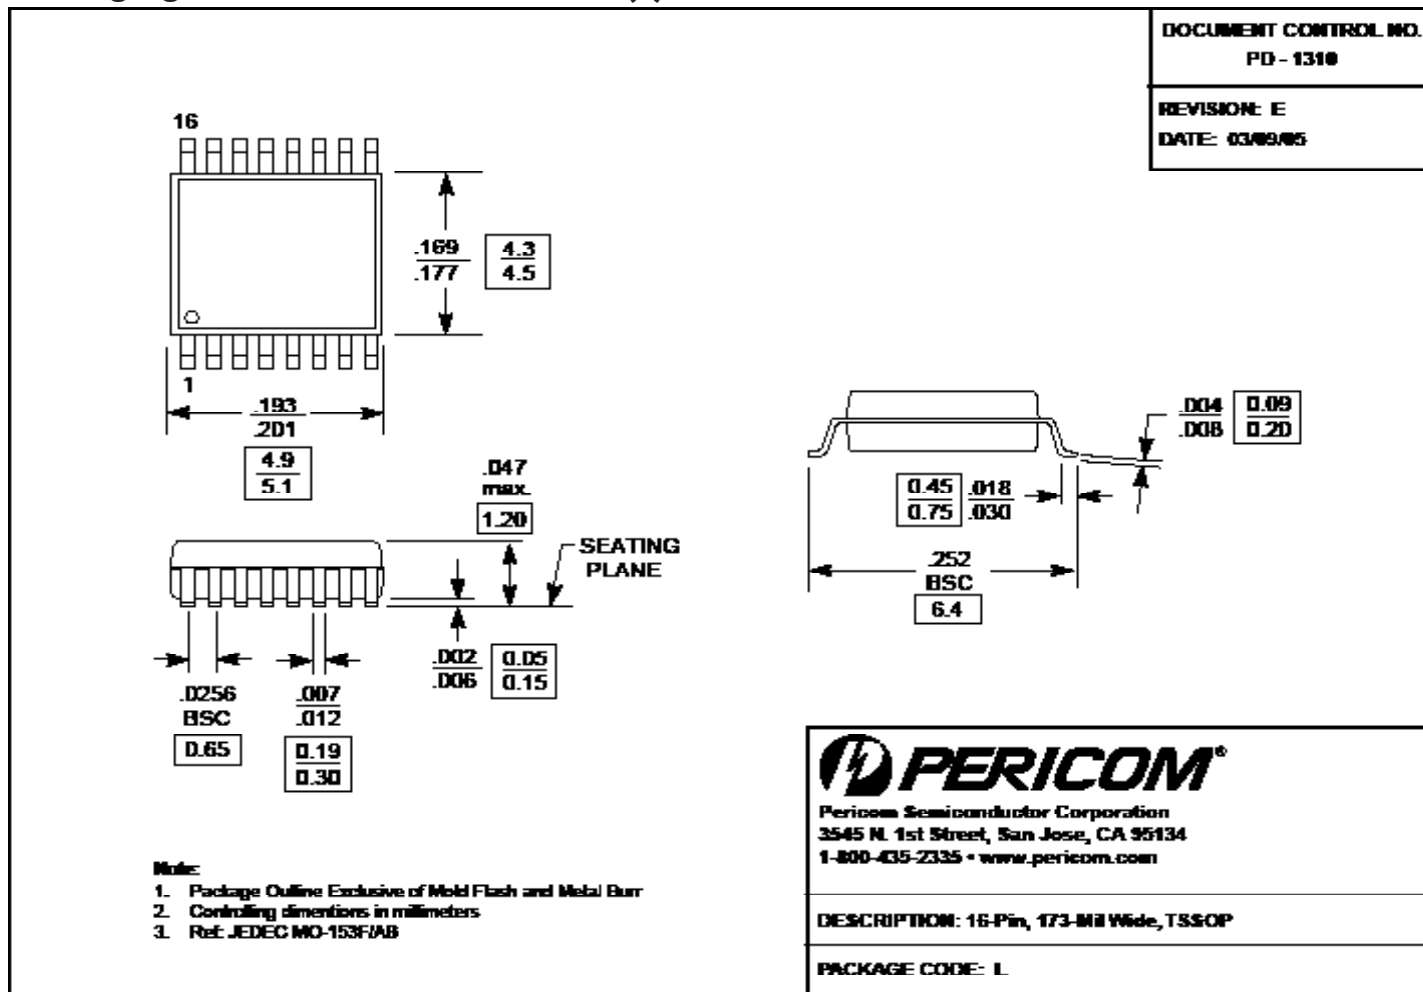 DOCUMENT CONTROL NO.
PD - 1310
REVISION: E
DATE: 03/09/05
16
.169
.177
4.3
4.5
1
.193
.201
4.9
5.1
.047
max.
1.20
SEATING
PLANE
.002
.006
0.05
0.15
.0256
BSC
0.65
.007
.012
0.19
0.30
.004
.008
0.09
0.20
0.45
0.75
.018
.030
.252
BSC
6.4
Note:
1. Package Outline Exclusive of Mold Flash and Metal Burr
2. Controlling dimentions in millimeters
3. Ref: JEDEC MO-153F/AB
PERICOM®
Pericom Semiconductor Corporation
3545 N. 1st Street, San Jose, CA 95134
1-800-435-2335 • www.pericom.com
DESCRIPTION: 16-Pin, 173-Mil Wide, TSSOP
PACKAGE CODE: L